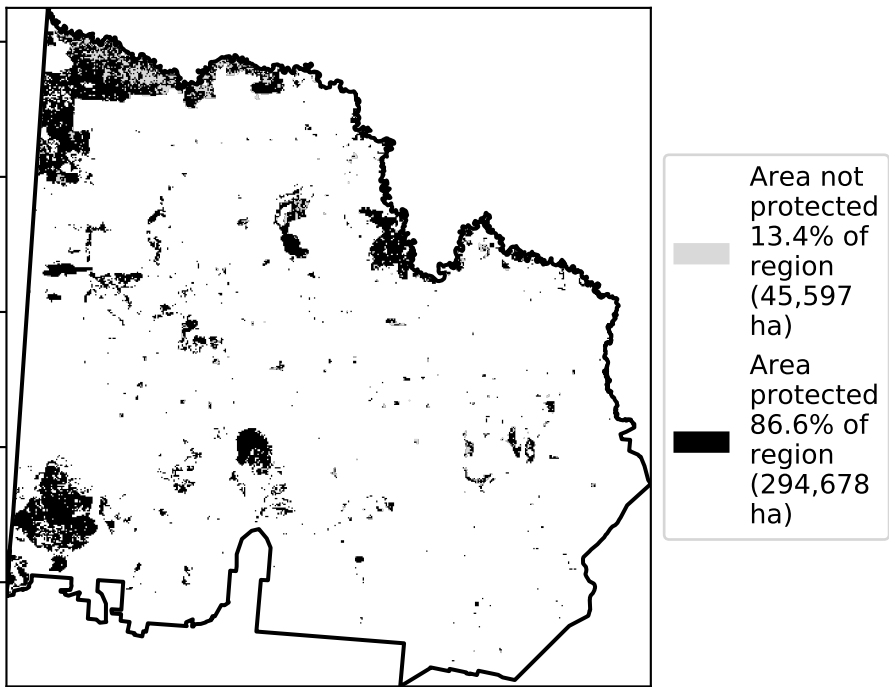 Area not
protected
13.4% of
region
(45,597
ha)
Area
protected
86.6% of
region
(294,678
ha)